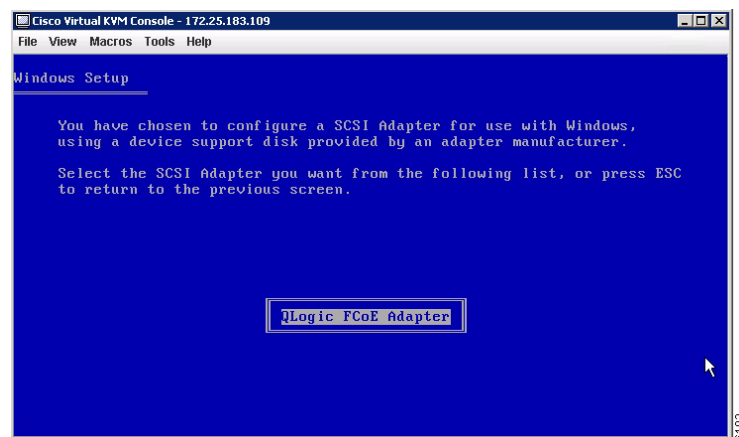 Cisco Virtual KVM Console - 172.25.183.109
File View Macros Tools Help
Windows Setup
You have chosen to configure a SCSI Adapter for use with Windows,
using a device support disk provided by an adapter manufacturer.
Select the SCSI Adapter you want from the following list, or press ESC
to return to the previous screen.
QLogic FCoE Adapter